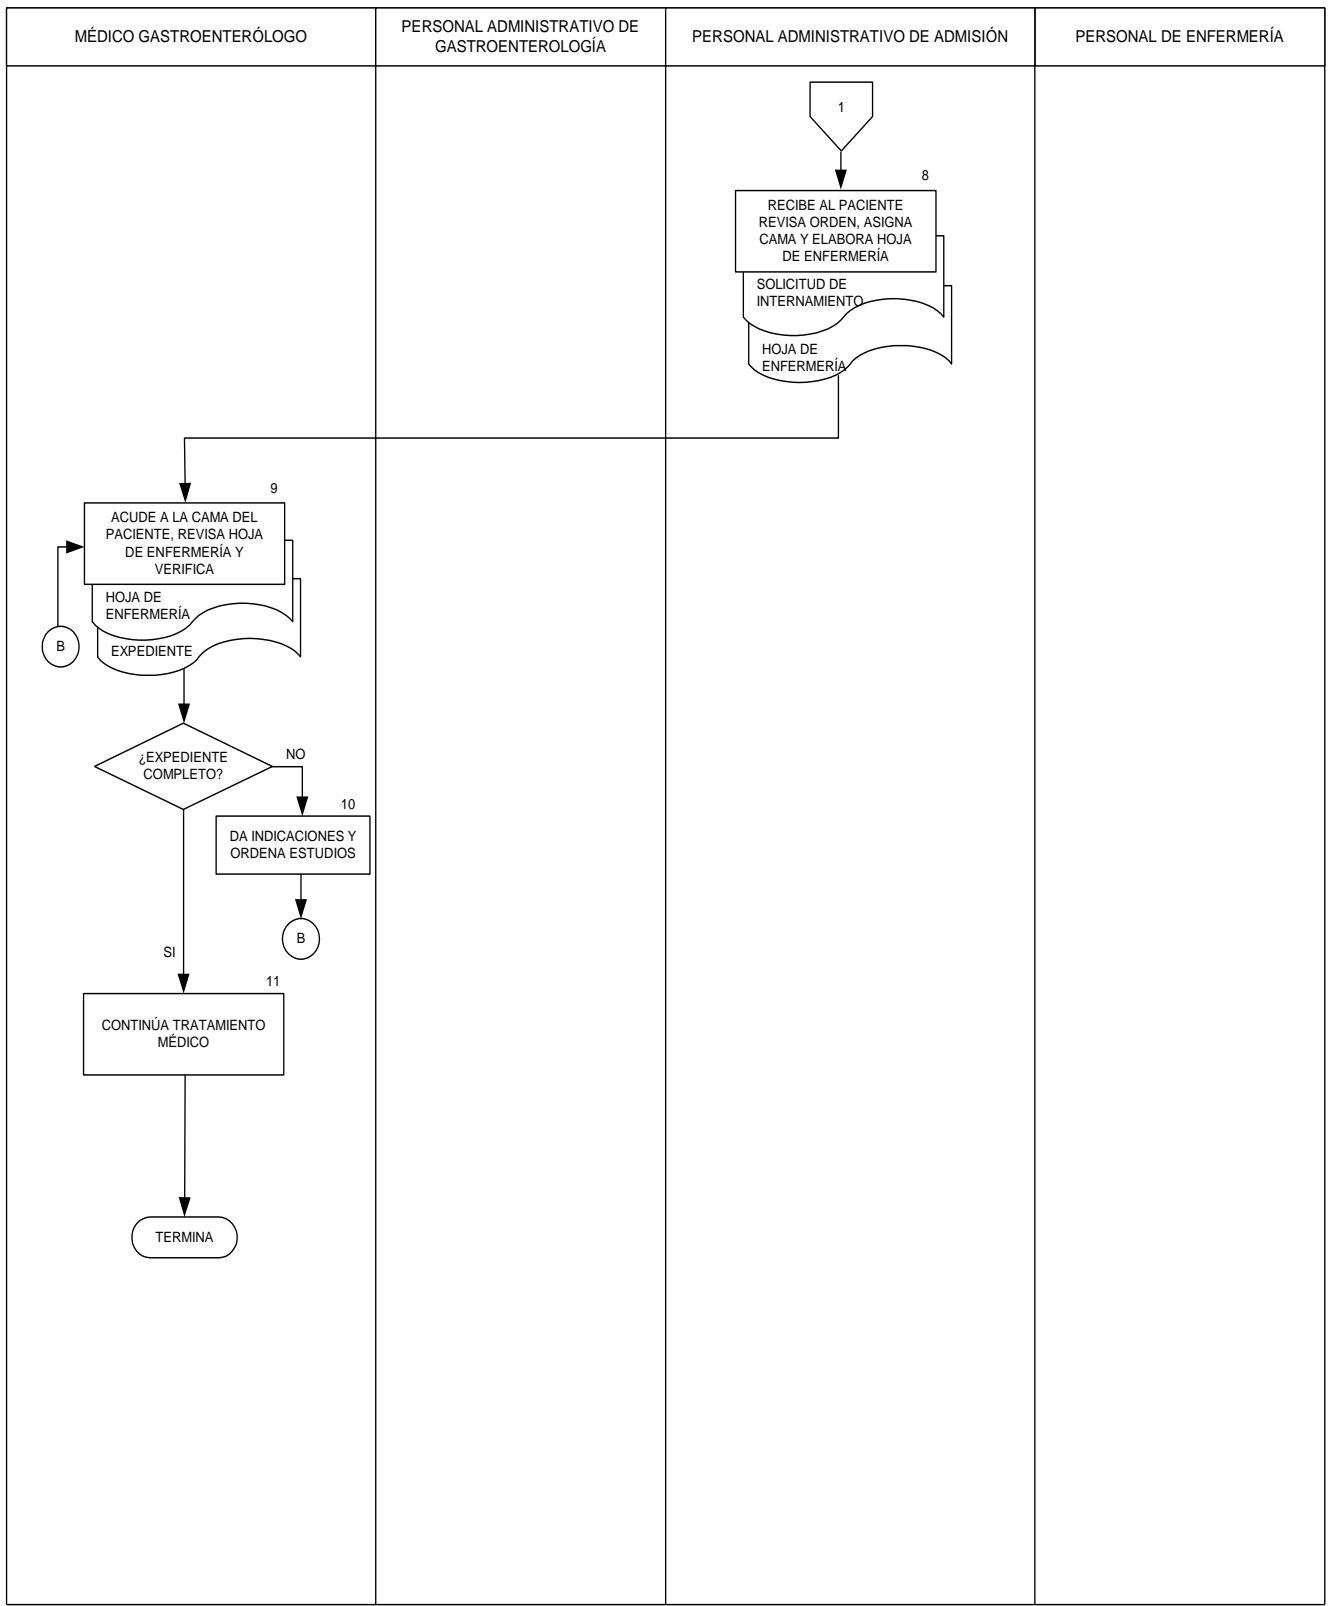 MÉDICO GASTROENTERÓLOGO
PERSONAL ADMINISTRATIVO DE
GASTROENTEROLOGÍA
PERSONAL ADMINISTRATIVO DE ADMISIÓN
PERSONAL DE ENFERMERÍA
1
8
RECIBE AL PACIENTE
REVISA ORDEN, ASIGNA
CAMA Y ELABORA HOJA
DE ENFERMERÍA
SOLICITUD DE
INTERNAMIENTO
HOJA DE
ENFERMERÍA
9
ACUDE A LA CAMA DEL
PACIENTE, REVISA HOJA
DE ENFERMERÍA Y
VERIFICA
HOJA DE
ENFERMERÍA
EXPEDIENTE
B
¿EXPEDIENTE
COMPLETO?
NO
10
DA INDICACIONES Y
ORDENA ESTUDIOS
B
SI
11
CONTINÚA TRATAMIENTO
MÉDICO
TERMINA